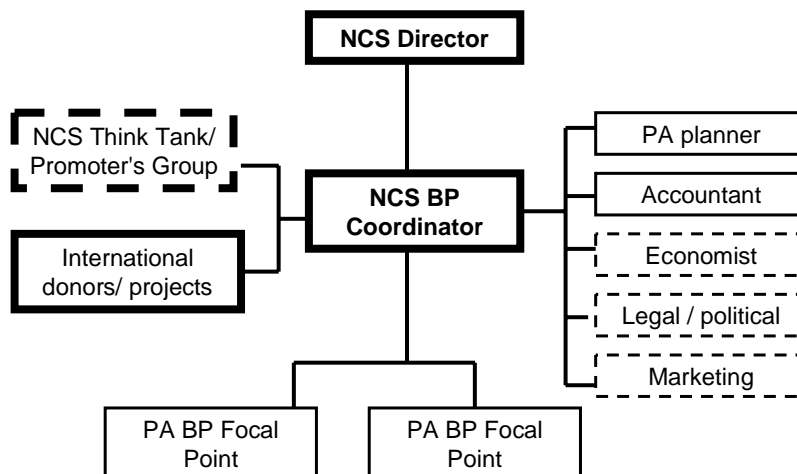 NCS Director
NCS Think Tank/
Promoter's Group
International
donors/ projects
NCS BP
Coordinator
PA planner
Accountant
Economist
Legal / political
Marketing
PA BP Focal
Point
PA BP Focal
Point